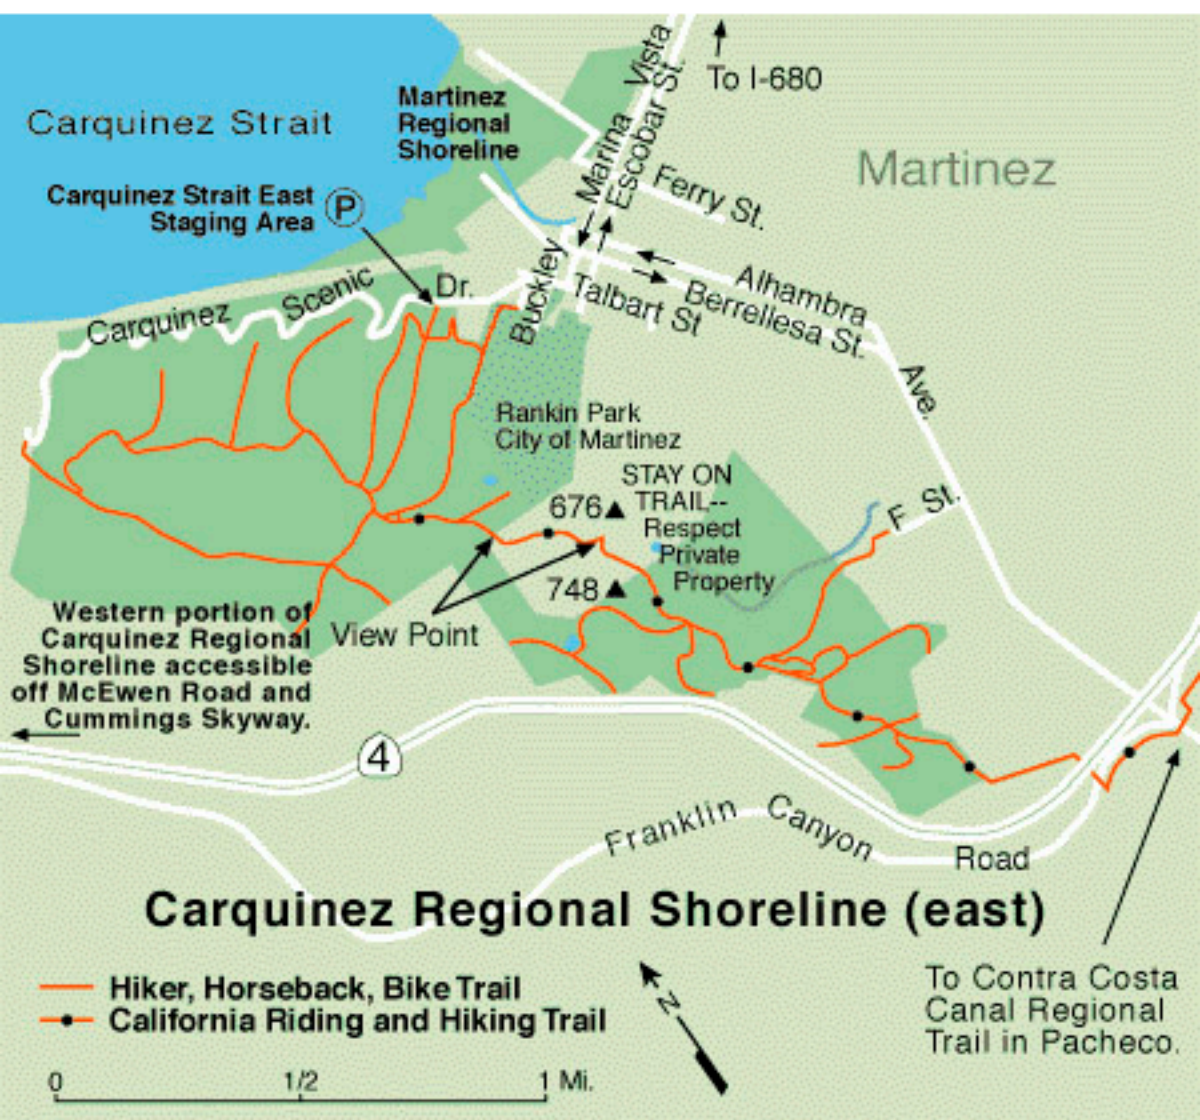 To I-680
Marina Vista
Escobar St.
Martinez
Regional
Shoreline
Carquinez Strait
Martinez
Ferry St.
Carquinez Strait East
Staging Area
P
Alhambra
Ave.
Berrellesa St.
Talbart St
Buckley
Carquinez Scenic Dr.
Rankin Park
City of Martinez
STAY ON
TRAIL--
Respect
Private
Property
676
748
F St.
View Point
Western portion of
Carquinez Regional
Shoreline accessible
off McEwen Road and
Cummings Skyway.
4
Franklin Canyon Road
Carquinez Regional Shoreline (east)
Hiker, Horseback, Bike Trail
California Riding and Hiking Trail
N
To Contra Costa
Canal Regional
Trail in Pacheco.
0 1/2 1 Mi.